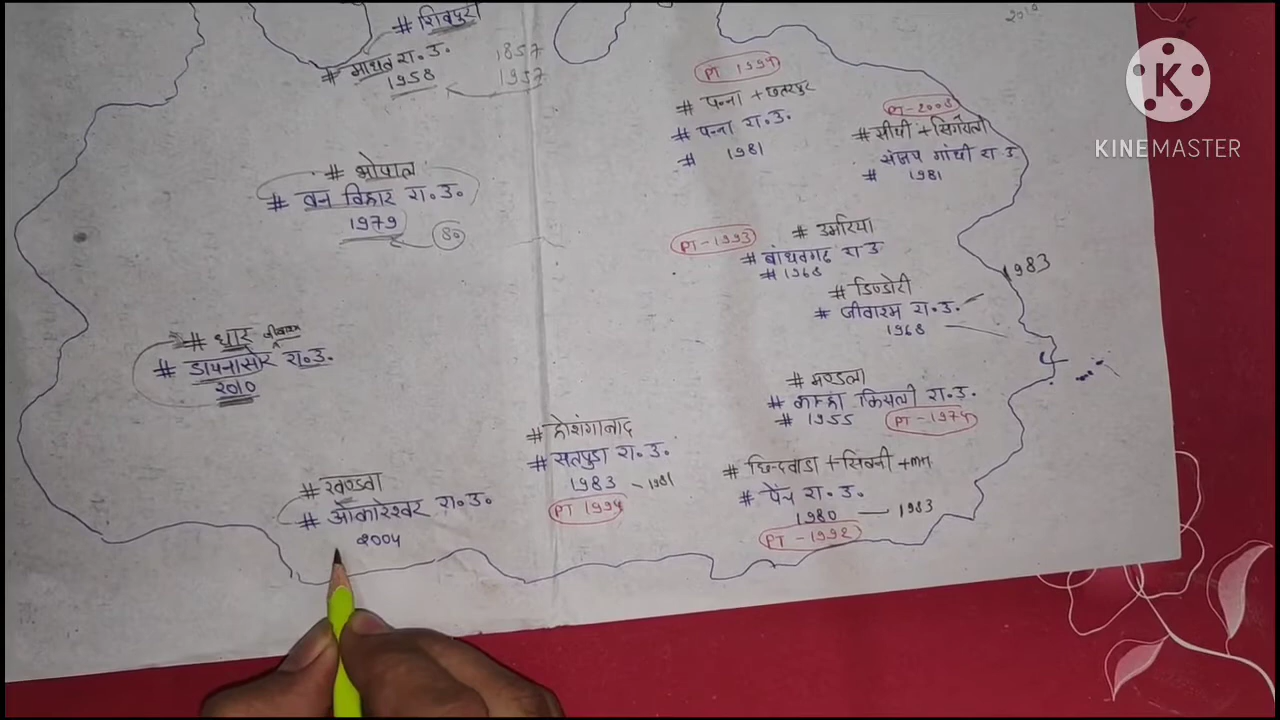 # शिवपुरी
# माधव रा. उ.
1958
1857
1957
# भोपाल
# वन विहार रा. उ.
1979
80
# धार
# डायनासोर रा. उ.
2010
# खण्डवा
# ओंकारेश्वर रा. उ.
2004
# होशंगाबाद
# सतपुड़ा रा. उ.
1983 - 1981
PT 1994
# पन्ना + छतरपुर
# पन्ना रा. उ.
# 1981
PT-2008
# सीधी + सिंगरौली
संजय गांधी रा उ
# 1981
# उमरिया
PT-1993
# बांधवगढ रा उ
# 1968
# डिण्डोरी
# जीवाश्म रा. उ.
1968
1983
# मण्डला
# कान्हा किसली रा. उ.
# 1955
PT-1974
# छिन्दवाडा + सिवनी + mm
# पेंच रा. उ.
1980 — 1983
PT-1992
K
KINEMASTER